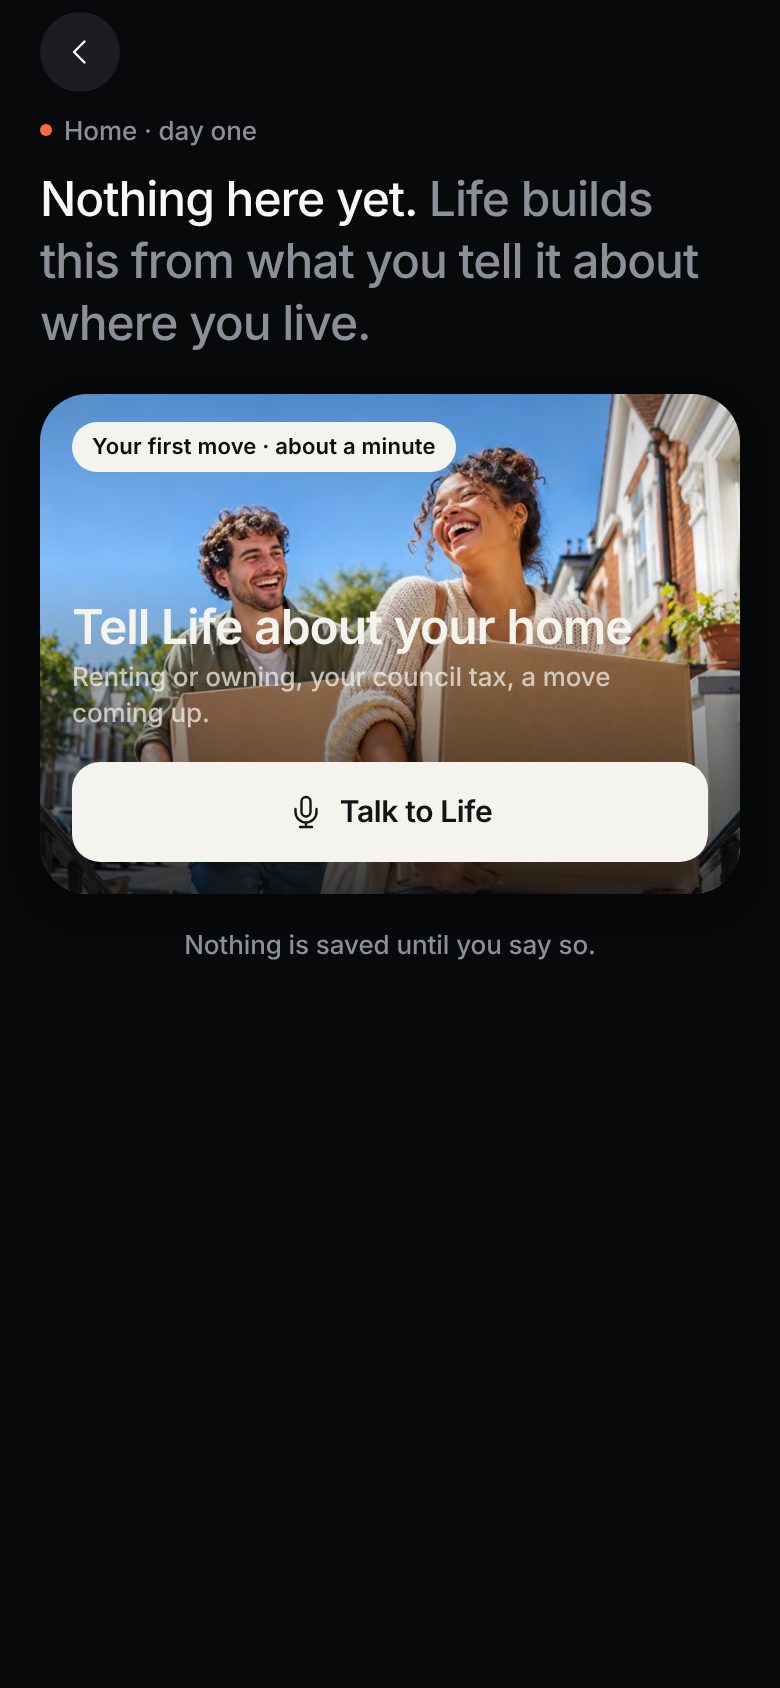 Home · day one
Nothing here yet. Life builds
this from what you tell it about
where you live.
Your first move · about a minute
Tell Life about your home
Renting or owning, your council tax, a move
coming up.
Talk to Life
Nothing is saved until you say so.